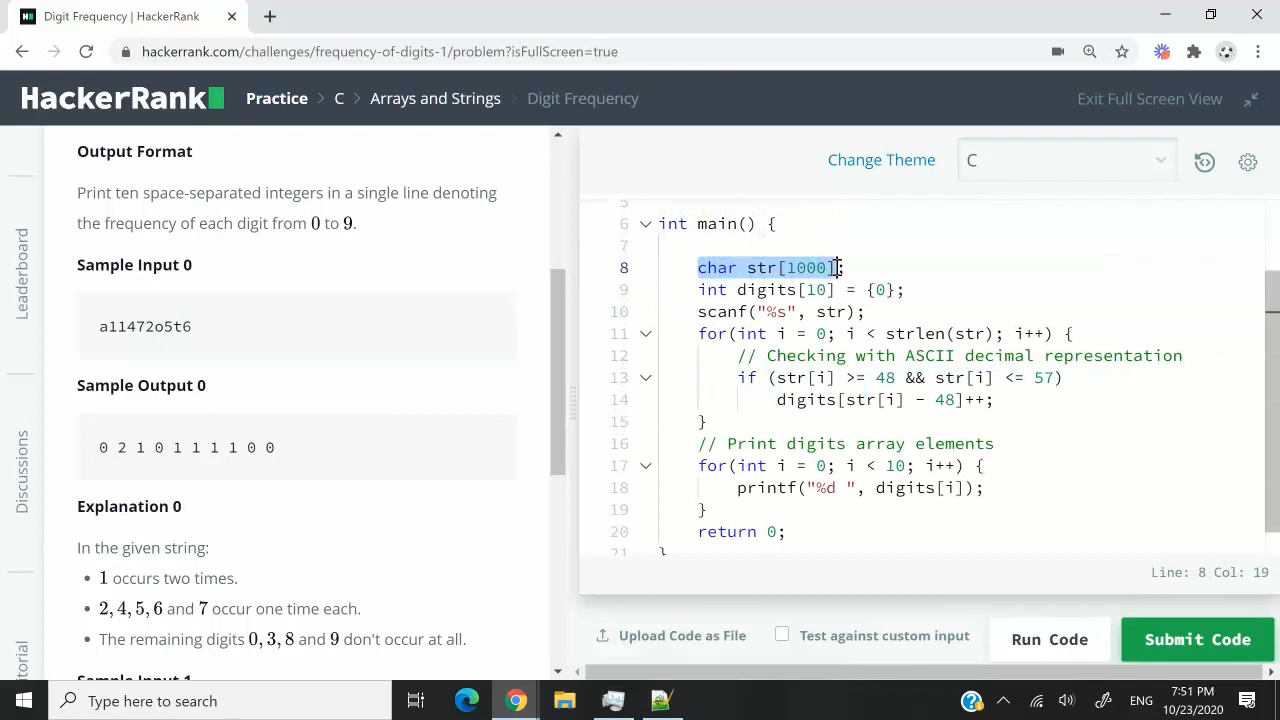 Digit Frequency | HackerRank
hackerrank.com/challenges/frequency-of-digits-1/problem?isFullScreen=true
HackerRank
Practice > C > Arrays and Strings > Digit Frequency
Exit Full Screen View
Leaderboard
Discussions
torial
Output Format
Print ten space-separated integers in a single line denoting
the frequency of each digit from 0 to 9.
Sample Input 0
a11472o5t6
Sample Output 0
0 2 1 0 1 1 1 1 0 0
Explanation 0
In the given string:
• 1 occurs two times.
• 2, 4, 5, 6 and 7 occur one time each.
• The remaining digits 0, 3, 8 and 9 don't occur at all.
Sample Input 1
Change Theme
C
5
6 int main() {
7
8 char str[1000];
9 int digits[10] = {0};
10 scanf("%s", str);
11 for(int i = 0; i < strlen(str); i++) {
12 // Checking with ASCII decimal representation
13 if (str[i] >= 48 && str[i] <= 57)
14 digits[str[i] - 48]++;
15 }
16 // Print digits array elements
17 for(int i = 0; i < 10; i++) {
18 printf("%d ", digits[i]);
19 }
20 return 0;
21 }
Line: 8 Col: 19
Upload Code as File
Test against custom input
Run Code
Submit Code
Type here to search
ENG
7:51 PM
10/23/2020